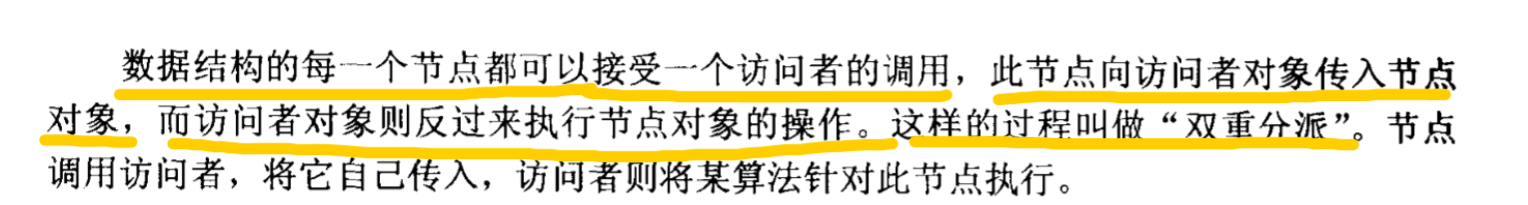 数据结构的每一个节点都可以接受一个访问者的调用，此节点向访问者对象传入节点
对象，而访问者对象则反过来执行节点对象的操作。这样的过程叫做“双重分派”。节点
调用访问者，将它自己传入，访问者则将某算法针对此节点执行。